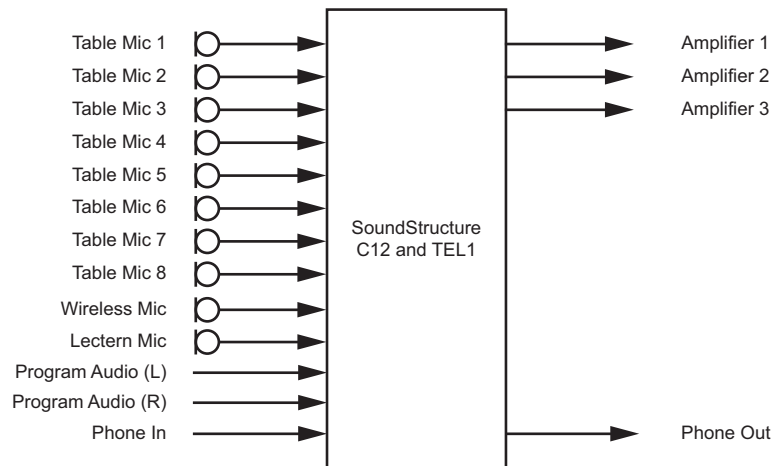 Table Mic 1
Table Mic 2
Table Mic 3
Table Mic 4
Table Mic 5
Table Mic 6
Table Mic 7
Table Mic 8
Wireless Mic
Lectern Mic
Program Audio (L)
Program Audio (R)
Phone In
SoundStructure
C12 and TEL1
Amplifier 1
Amplifier 2
Amplifier 3
Phone Out